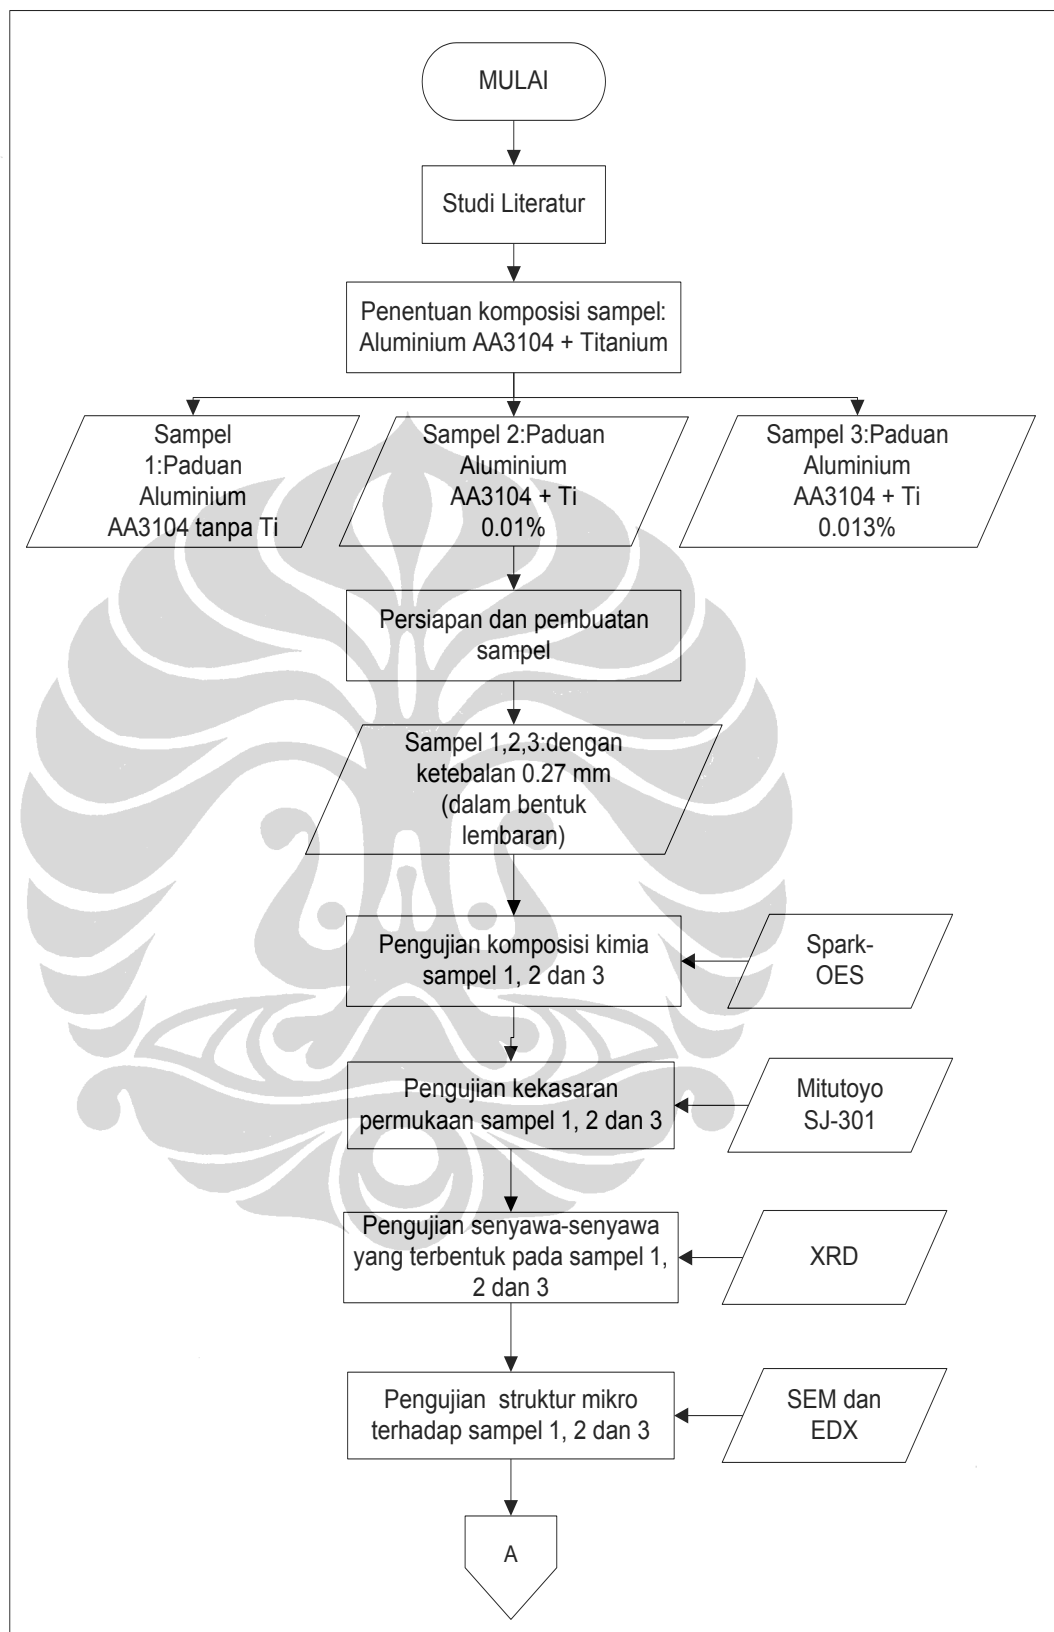 MULAI
Studi Literatur
Penentuan komposisi sampel:
Aluminium AA3104 + Titanium
Sampel
1:Paduan
Aluminium
AA3104 tanpa Ti
Sampel 2:Paduan
Aluminium
AA3104 + Ti
0.01%
Sampel 3:Paduan
Aluminium
AA3104 + Ti
0.013%
Persiapan dan pembuatan
sampel
Sampel 1,2,3:dengan
ketebalan 0.27 mm
(dalam bentuk
lembaran)
Pengujian komposisi kimia
sampel 1, 2 dan 3
Spark-
OES
Pengujian kekasaran
permukaan sampel 1, 2 dan 3
Mitutoyo
SJ-301
Pengujian senyawa-senyawa
yang terbentuk pada sampel 1,
2 dan 3
XRD
Pengujian  struktur mikro
terhadap sampel 1, 2 dan 3
SEM dan
EDX
A